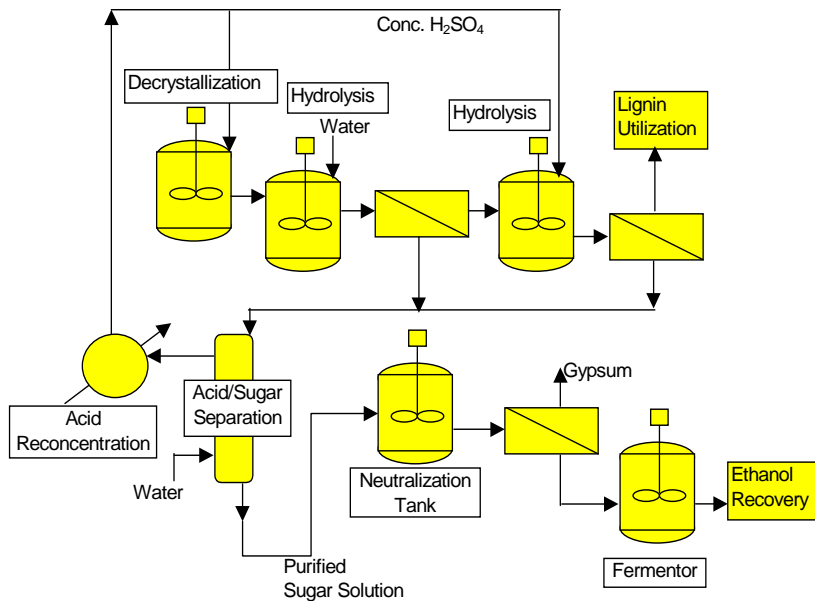 Conc. H₂SO₄
Decrystallization
Hydrolysis
Water
Hydrolysis
Lignin
Utilization
Acid
Reconcentration
Acid/Sugar
Separation
Water
Purified
Sugar Solution
Neutralization
Tank
Gypsum
Fermentor
Ethanol
Recovery